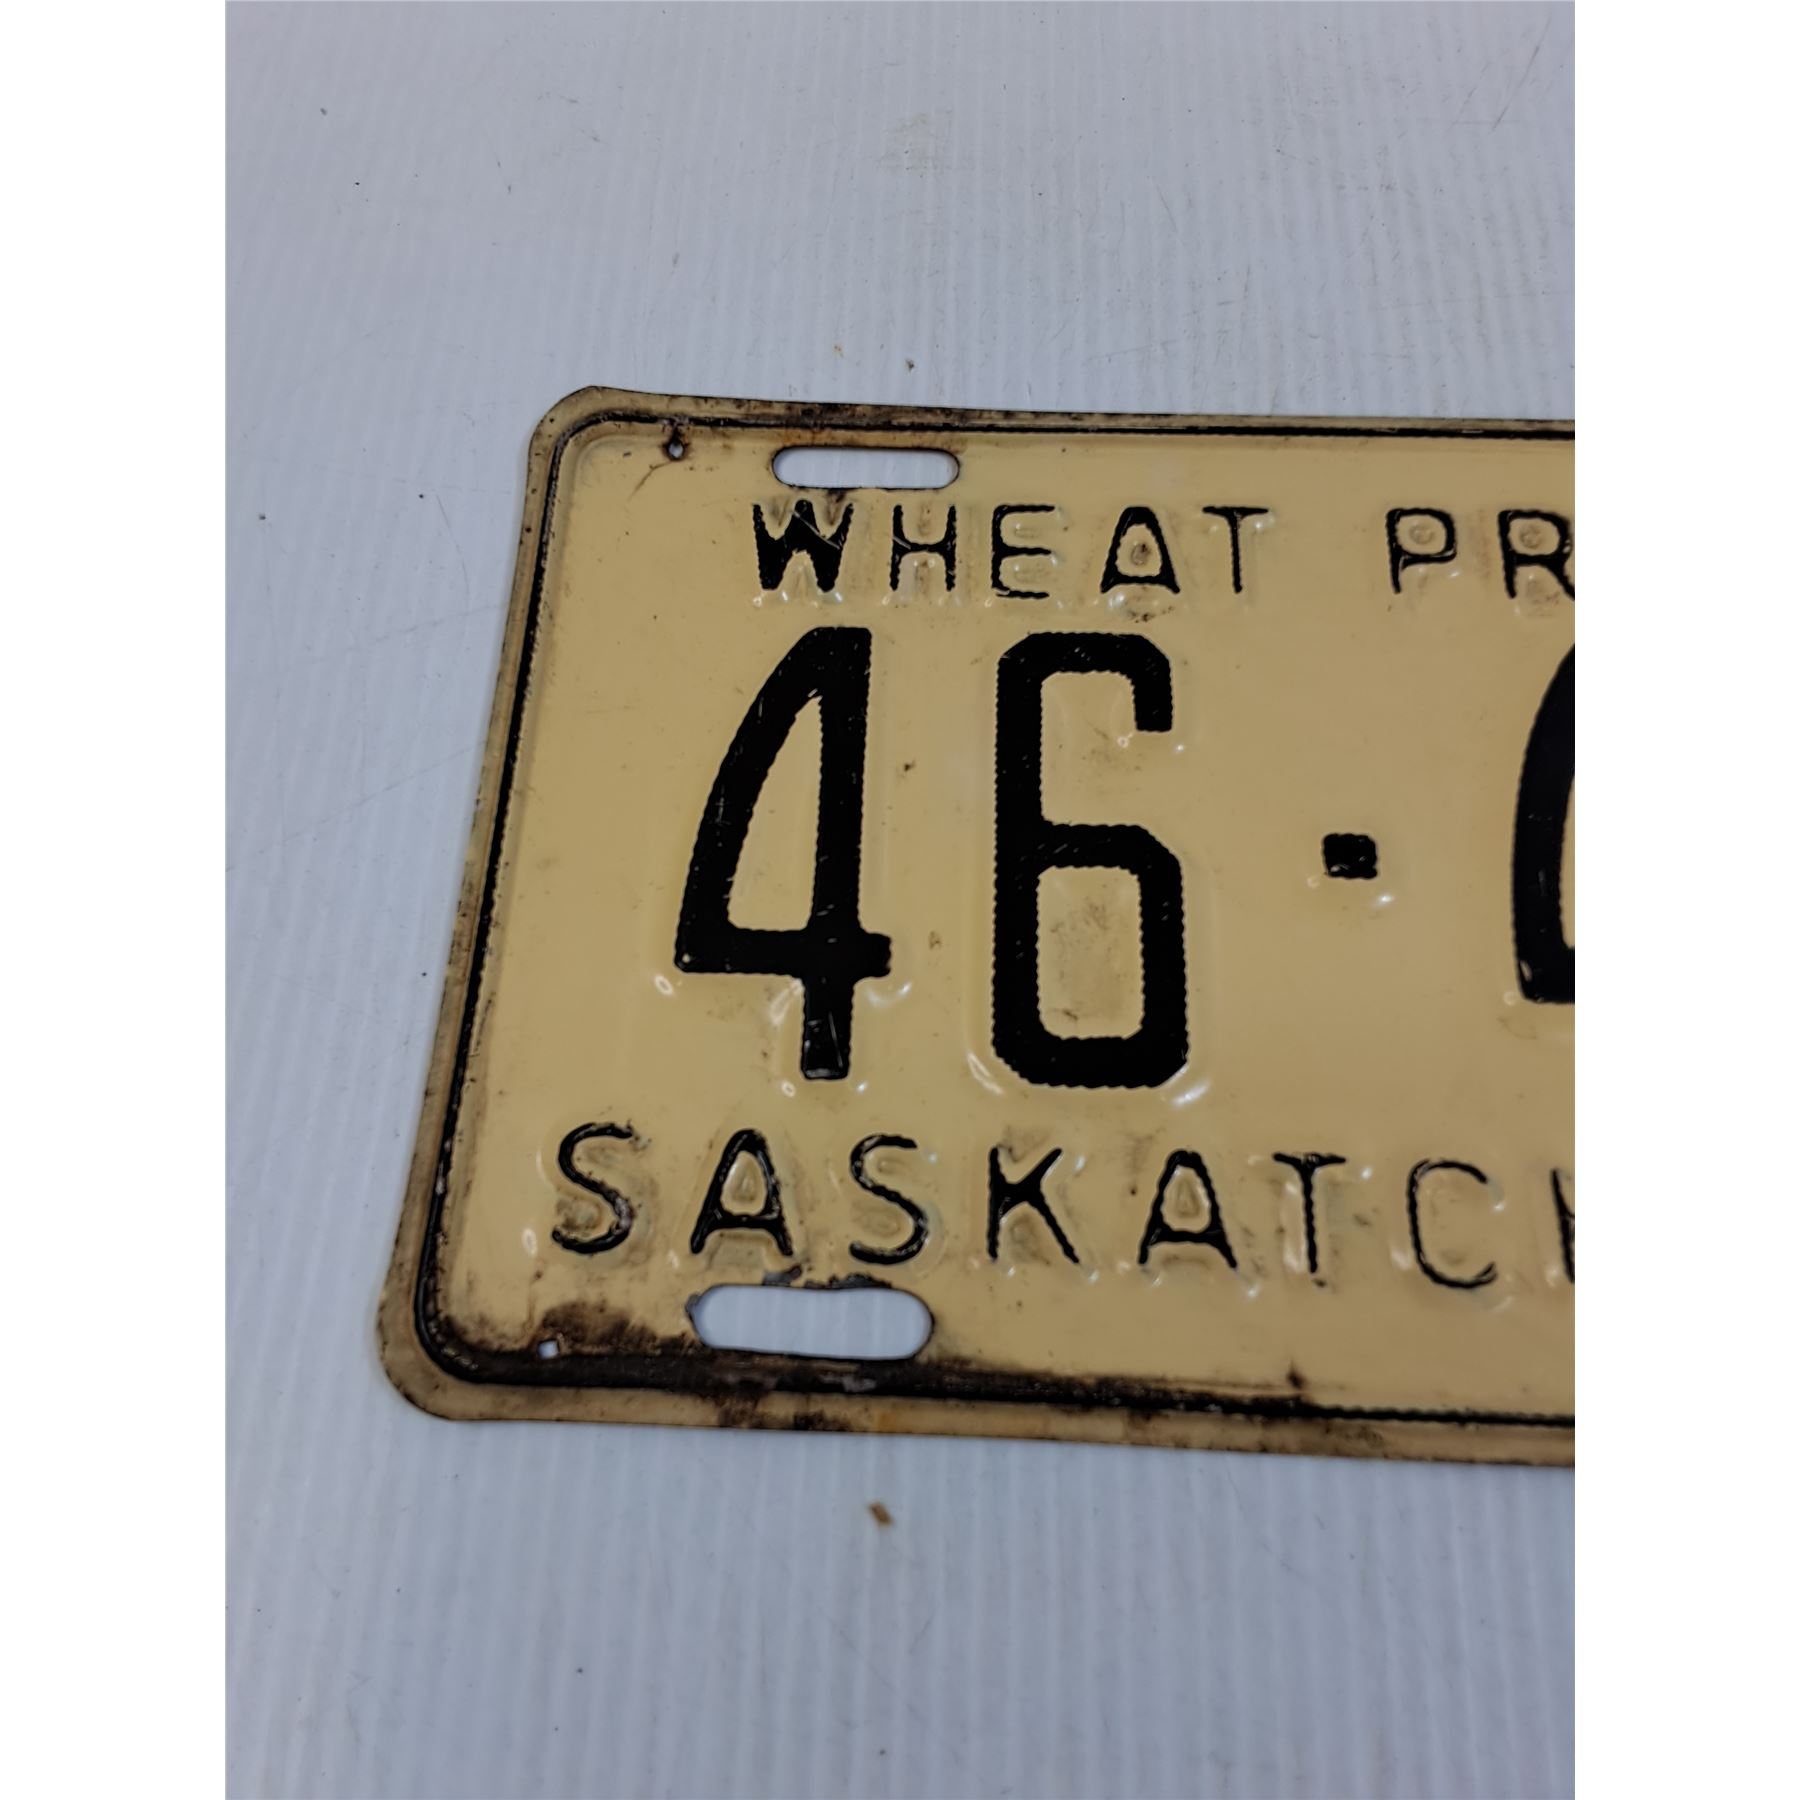 WHEAT PR
46-
SASKATCH